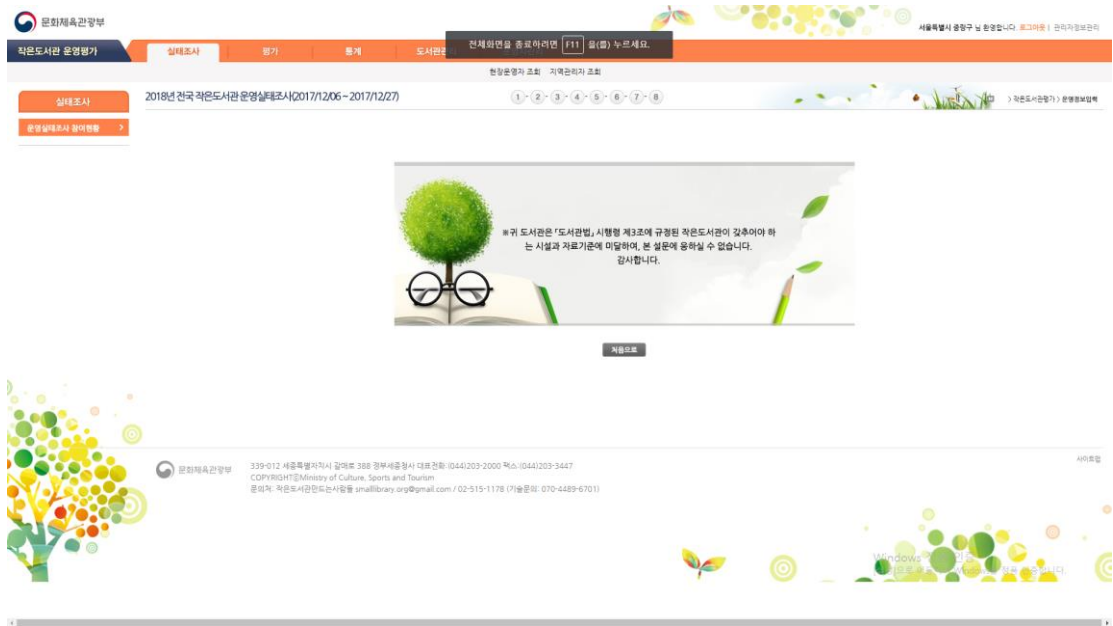 문화체육관광부
서울특별시 중랑구 님 환영합니다. 로그아웃 | 관리자정보관리
작은도서관 운영평가
실태조사
평가
통계
도서관관리
전체화면을 종료하려면 F11 을(를) 누르세요.
현장운영자 조회 지역관리자 조회
실태조사
2018년 전국 작은도서관 운영실태조사(2017/12/06 ~ 2017/12/27)
1 - 2 - 3 - 4 - 5 - 6 - 7 - 8
> 작은도서관평가 > 운영정보입력
운영실태조사 참여현황 >
※귀 도서관은 「도서관법」 시행령 제3조에 규정된 작은도서관이 갖추어야 하
는 시설과 자료기준에 미달하여, 본 설문에 응하실 수 없습니다.
감사합니다.
처음으로
문화체육관광부
339-012 세종특별자치시 갈매로 388 정부세종청사 대표전화:(044)203-2000 팩스:(044)203-3447
COPYRIGHTⓒMinistry of Culture, Sports and Tourism
문의처: 작은도서관만드는사람들 smalllibrary.org@gmail.com / 02-515-1178 (기술문의: 070-4489-6701)
사이트맵
Windows